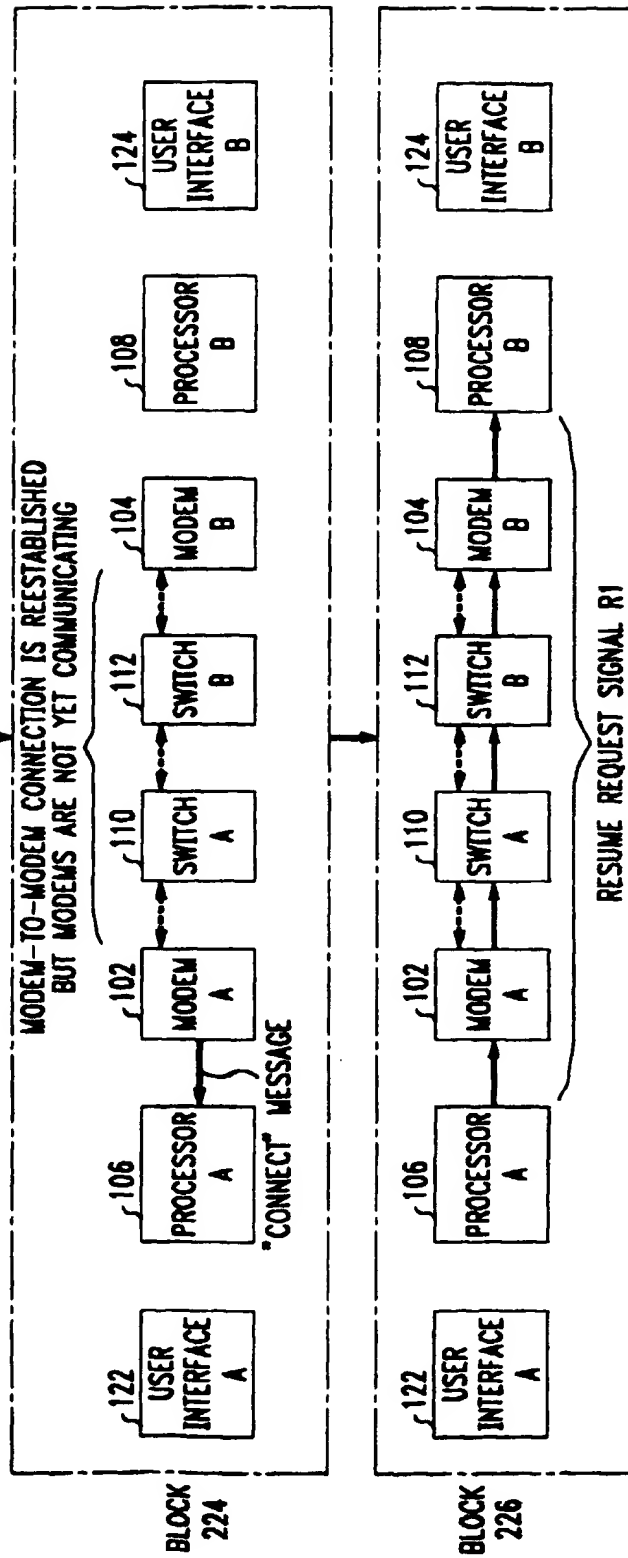 MODEM-TO-MODEM CONNECTION IS REESTABLISHED
BUT MODEMS ARE NOT YET COMMUNICATING
BLOCK
224
122
USER
INTERFACE
A
106
PROCESSOR
A
"CONNECT" MESSAGE
102
MODEM
A
110
SWITCH
A
112
SWITCH
B
104
MODEM
B
108
PROCESSOR
B
124
USER
INTERFACE
B
BLOCK
226
122
USER
INTERFACE
A
106
PROCESSOR
A
102
MODEM
A
110
SWITCH
A
112
SWITCH
B
104
MODEM
B
108
PROCESSOR
B
124
USER
INTERFACE
B
RESUME REQUEST SIGNAL R1